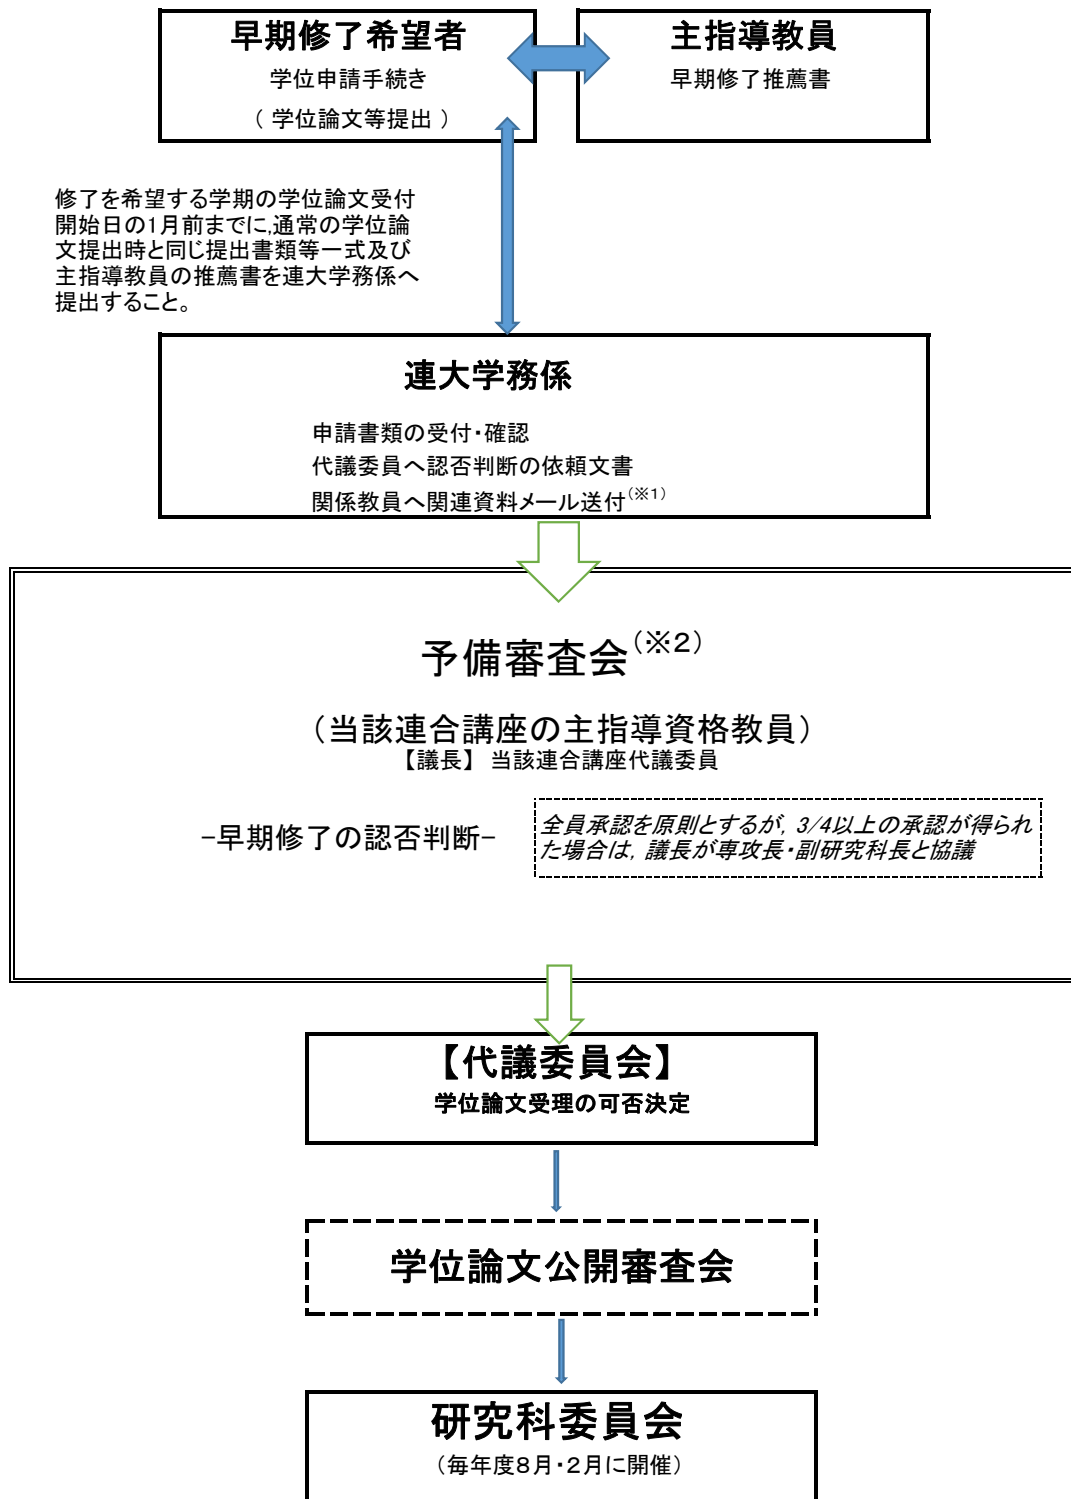 早期修了希望者
学位申請手続き
（ 学位論文等提出 ）
主指導教員
早期修了推薦書
修了を希望する学期の学位論文受付
開始日の1月前までに,通常の学位論
文提出時と同じ提出書類等一式及び
主指導教員の推薦書を連大学務係へ
提出すること。
連大学務係
申請書類の受付・確認
代議委員へ認否判断の依頼文書
関係教員へ関連資料メール送付(※1)
予備審査会(※2)
（当該連合講座の主指導資格教員）
【議長】 当該連合講座代議委員
−早期修了の認否判断−
全員承認を原則とするが, 3/4以上の承認が得られ
た場合は, 議長が専攻長・副研究科長と協議
【代議委員会】
学位論文受理の可否決定
学位論文公開審査会
研究科委員会
（毎年度8月・2月に開催）